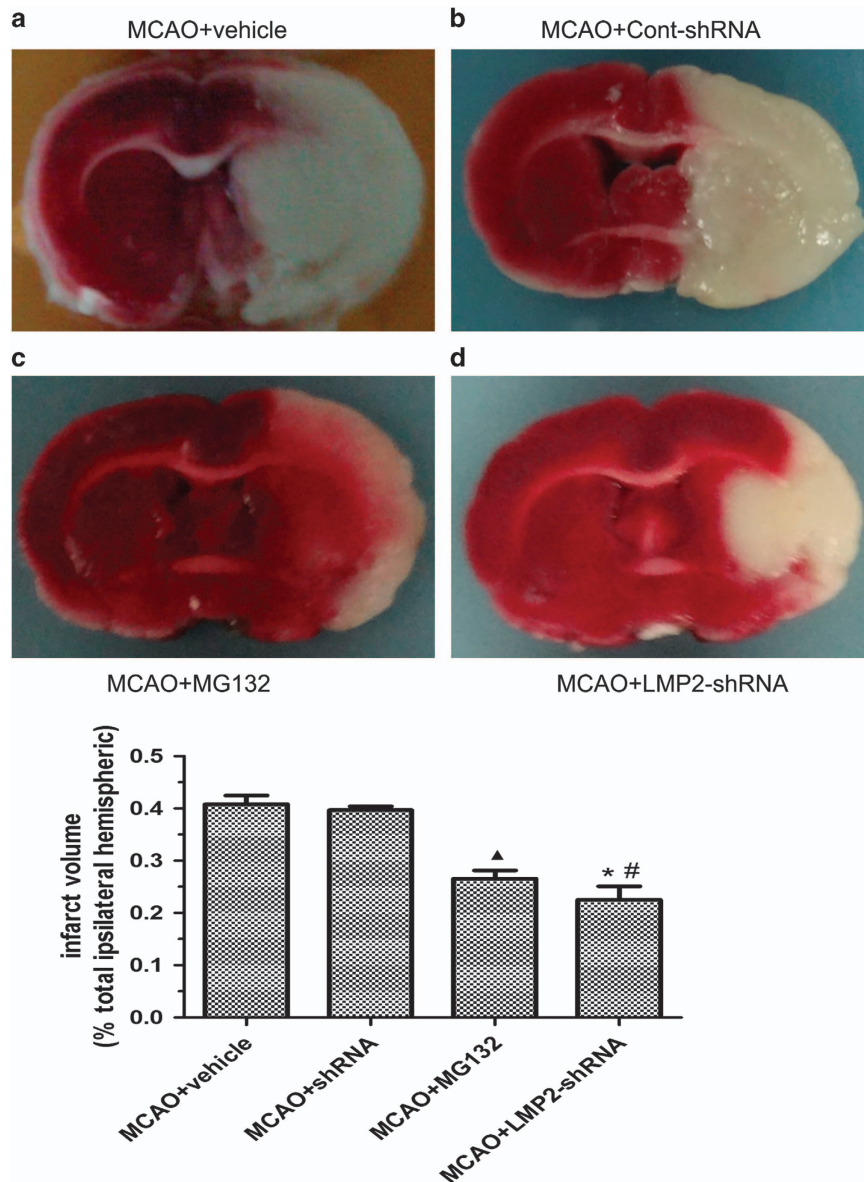 a
MCAO+vehicle
b
MCAO+Cont-shRNA
c
d
MCAO+MG132
MCAO+LMP2-shRNA
infarct volume
(% total ipsilateral hemispheric)
0.5
0.4
0.3
0.2
0.1
0.0
▲
* #
MCAO+vehicle
MCAO+shRNA
MCAO+MG132
MCAO+LMP2-shRNA